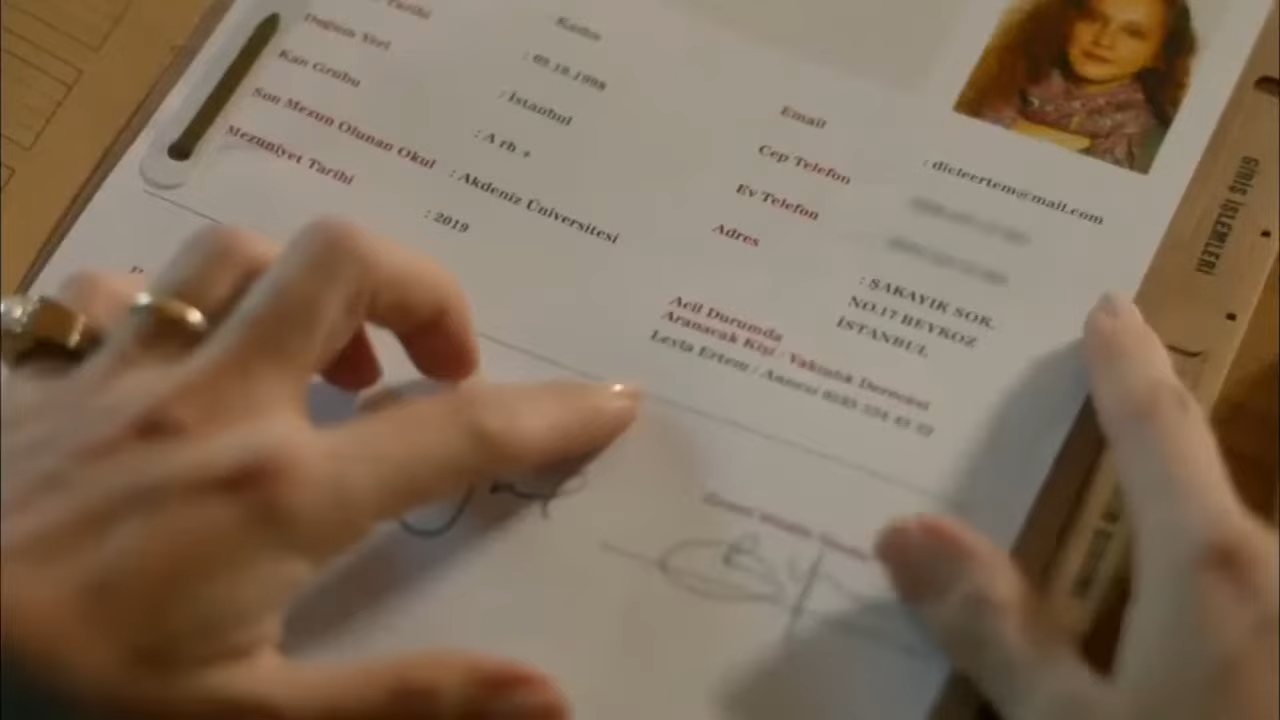 Tarihi
Kadın
Doğum Yeri
: 09.10.1998
Kan Grubu
: İstanbul
Son Mezun Olunan Okul
: A rh +
Mezuniyet Tarihi
: Akdeniz Üniversitesi
: 2019
Email
: dicleertem@mail.com
Cep Telefon
Ev Telefon
Adres
: ŞAKAYIK SOK.
NO.17 BEYKOZ
İSTANBUL
Acil Durumda
Aranacak Kişi / Yakınlık Derecesi
Leyla Ertem / Annesi
GİRİŞ İŞLEMLERİ